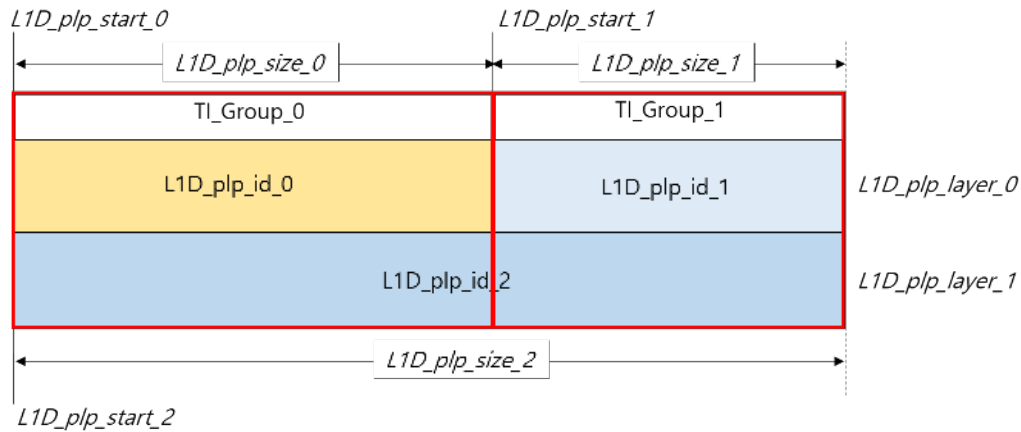 L1D_plp_start_0
L1D_plp_start_1
L1D_plp_size_0
L1D_plp_size_1
TI_Group_0
TI_Group_1
L1D_plp_id_0
L1D_plp_id_1
L1D_plp_layer_0
L1D_plp_id_2
L1D_plp_layer_1
L1D_plp_size_2
L1D_plp_start_2